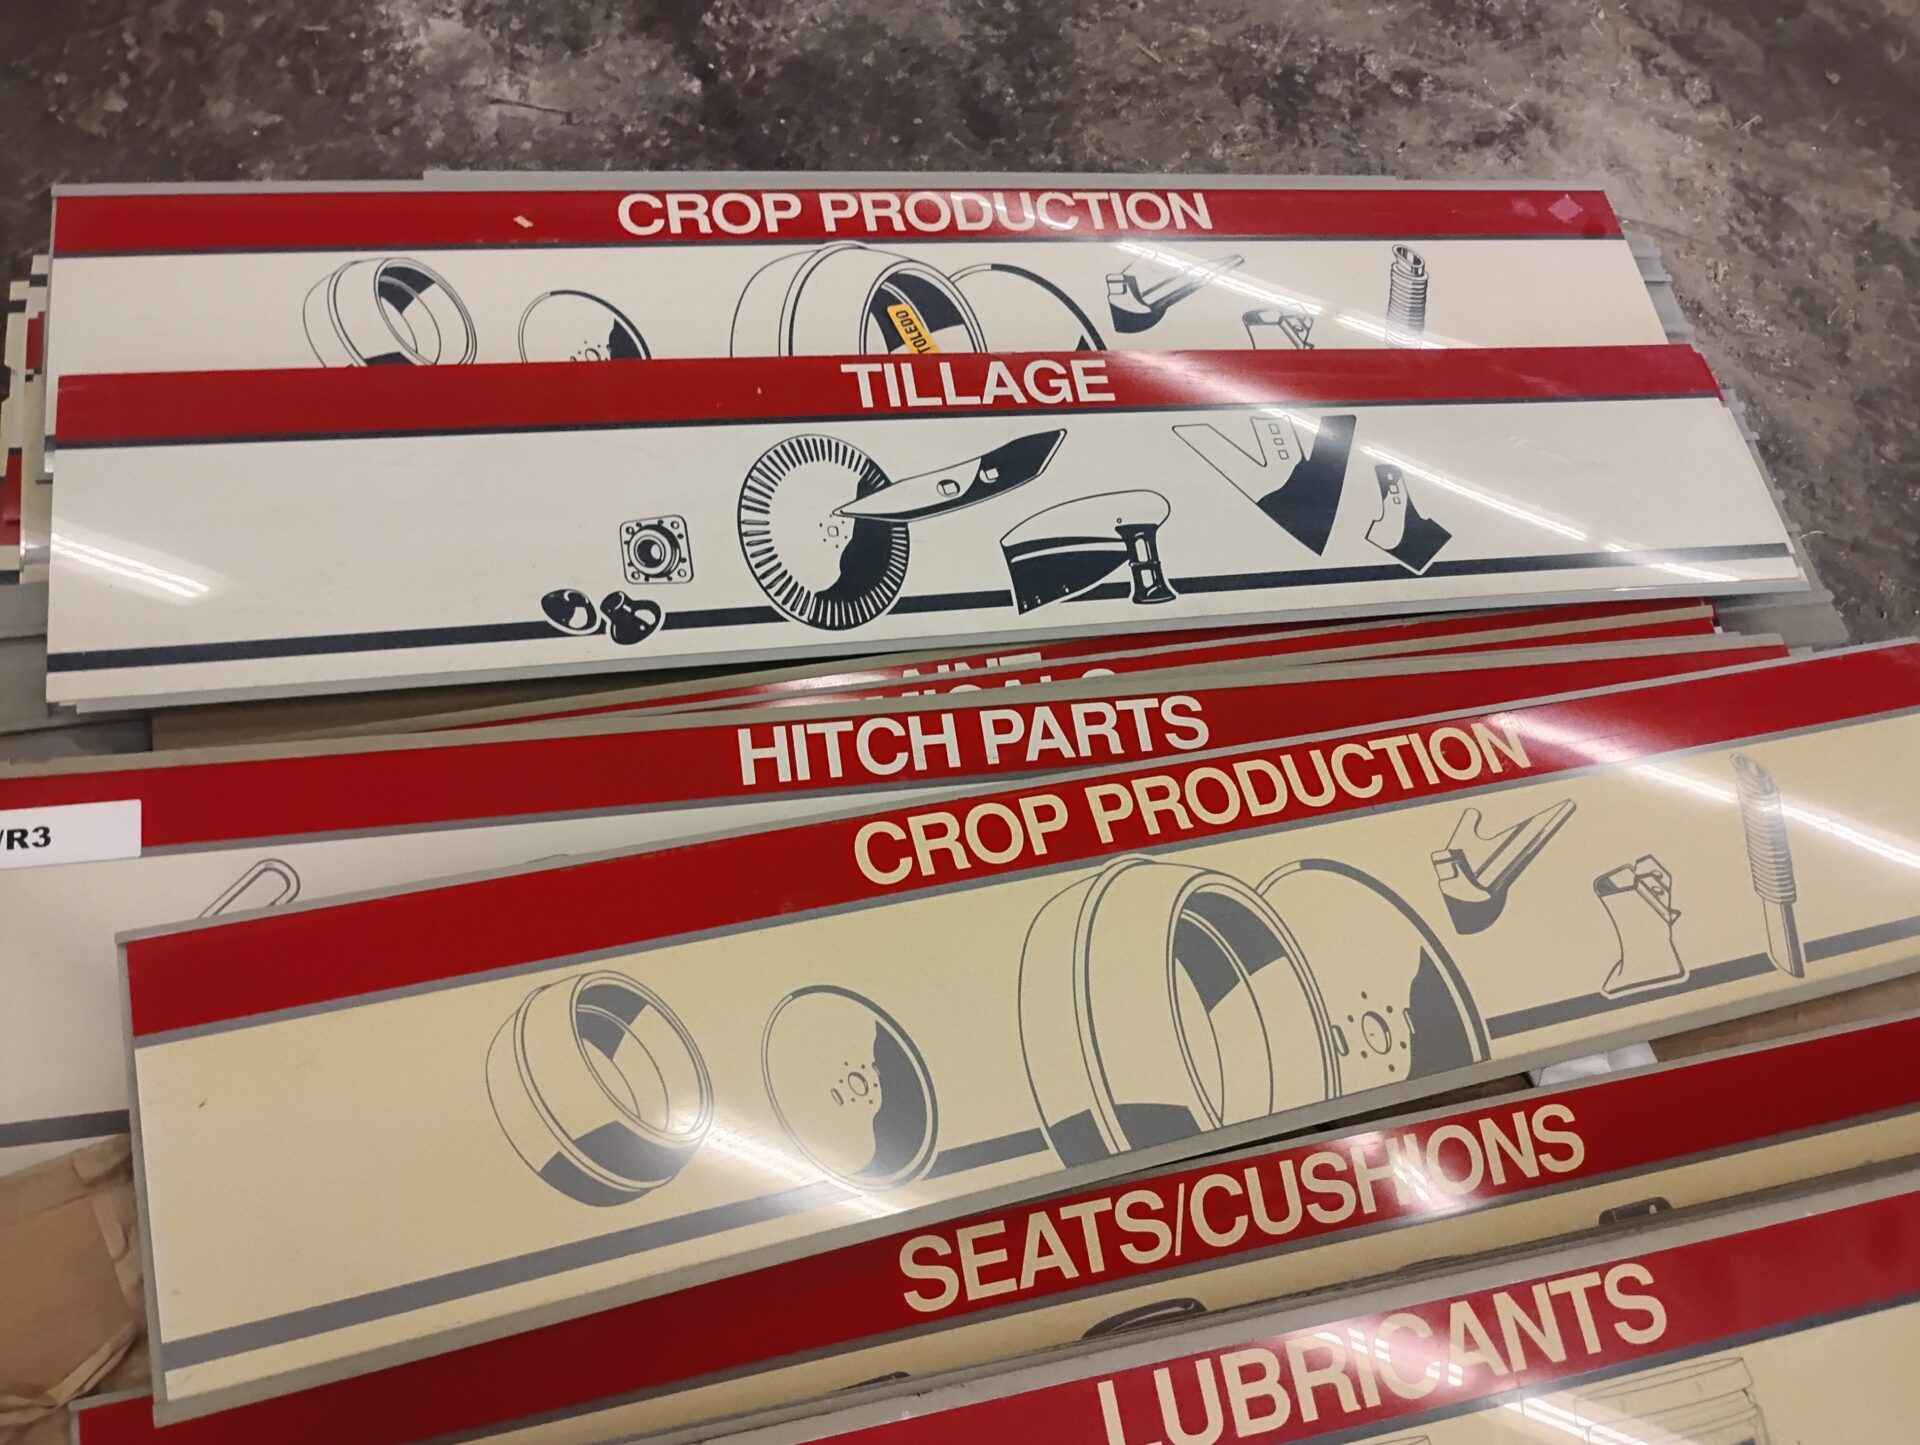 CROP PRODUCTION
TOLEDO
TILLAGE
HITCH PARTS
/R3
CROP PRODUCTION
SEATS/CUSHIONS
LUBRICANTS